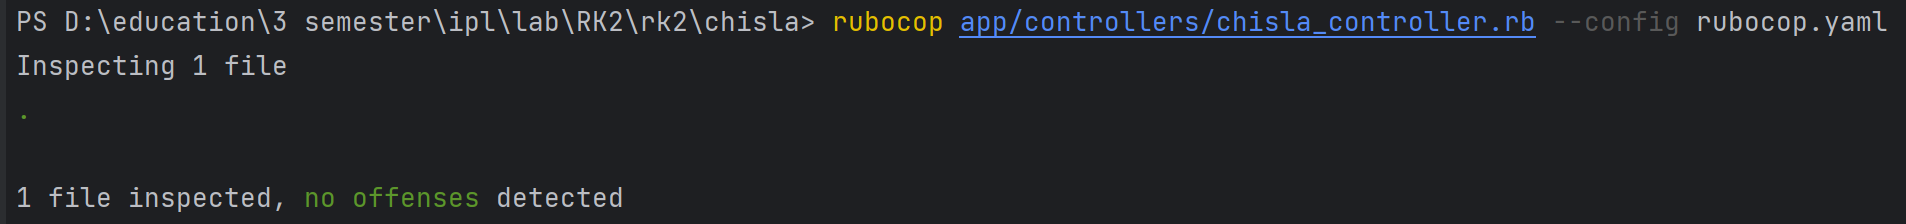 PS D:\education\3 semester\ipl\lab\RK2\rk2\chisla> rubocop app/controllers/chisla_controller.rb --config rubocop.yaml
Inspecting 1 file
.
1 file inspected, no offenses detected